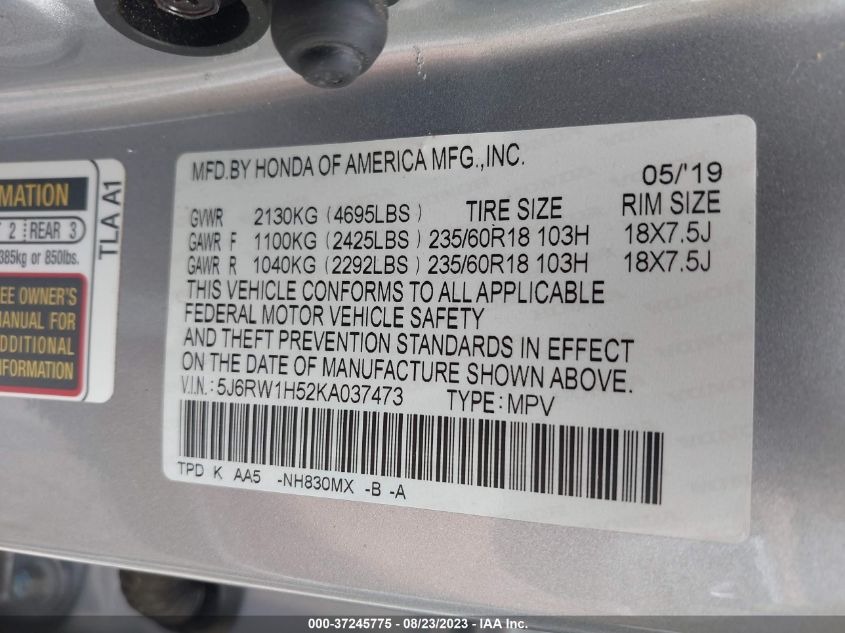 MFD.BY HONDA OF AMERICA MFG.,INC.
05/'19
GVWR 2130KG (4695LBS) TIRE SIZE RIM SIZE
GAWR F 1100KG (2425LBS) 235/60R18 103H 18X7.5J
GAWR R 1040KG (2292LBS) 235/60R18 103H 18X7.5J
THIS VEHICLE CONFORMS TO ALL APPLICABLE
FEDERAL MOTOR VEHICLE SAFETY
AND THEFT PREVENTION STANDARDS IN EFFECT
ON THE DATE OF MANUFACTURE SHOWN ABOVE.
V.I.N.: 5J6RW1H52KA037473 TYPE: MPV
TPD K AA5 -NH830MX -B -A
MATION
2 REAR 3
385kg or 850lbs.
EE OWNER'S
MANUAL FOR
ADDITIONAL
INFORMATION
TLA A1
000-37245775 - 08/23/2023 - IAA Inc.